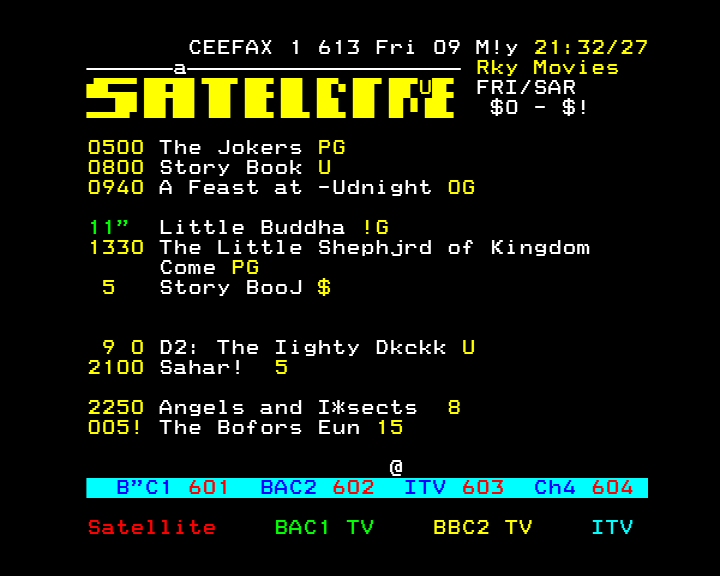 CEEFAX 1 613 Fri 09 M!y 21:32/27
a Rky Movies
SATELCTRE U FRI/SAR
$O - $!
0500 The Jokers PG
0800 Story Book U
0940 A Feast at -Udnight OG
11” Little Buddha !G
1330 The Little Shephjrd of Kingdom
Come PG
5 Story BooJ $
9 0 D2: The Iighty Dkckk U
2100 Sahar! 5
2250 Angels and I*sects 8
005! The Bofors Eun 15
@
B”C1 601 BAC2 602 ITV 603 Ch4 604
Satellite BAC1 TV BBC2 TV ITV